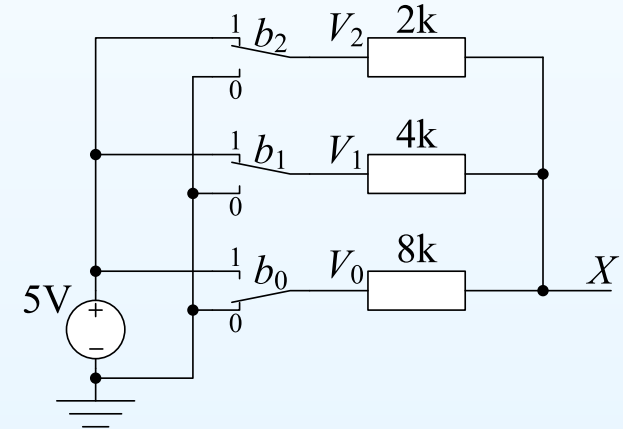 1 b₂ V₂ 2k
0
1 b₁ V₁ 4k
0
1 b₀ V₀ 8k X
5V + 0
−